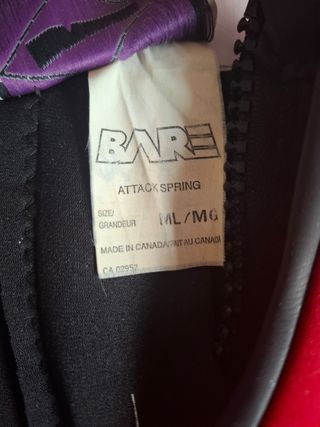 BARE
ATTACK SPRING
SIZE/
GRANDEUR ML/MG
MADE IN CANADA/FAIT AU CANADA
CA 02952